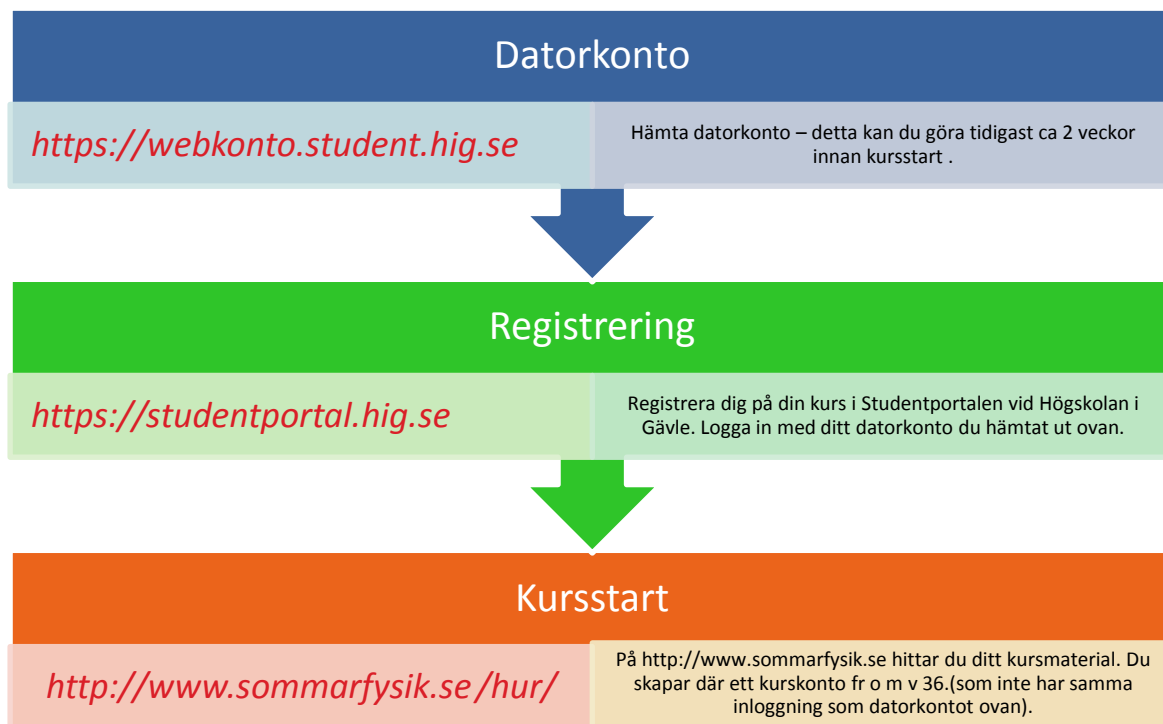 Datorkonto
https://webkonto.student.hig.se
Hämta datorkonto – detta kan du göra tidigast ca 2 veckor
innan kursstart .
Registrering
https://studentportal.hig.se
Registrera dig på din kurs i Studentportalen vid Högskolan i
Gävle. Logga in med ditt datorkonto du hämtat ut ovan.
Kursstart
http://www.sommarfysik.se/hur/
På http://www.sommarfysik.se hittar du ditt kursmaterial. Du
skapar där ett kurskonto fr o m v 36.(som inte har samma
inloggning som datorkontot ovan).